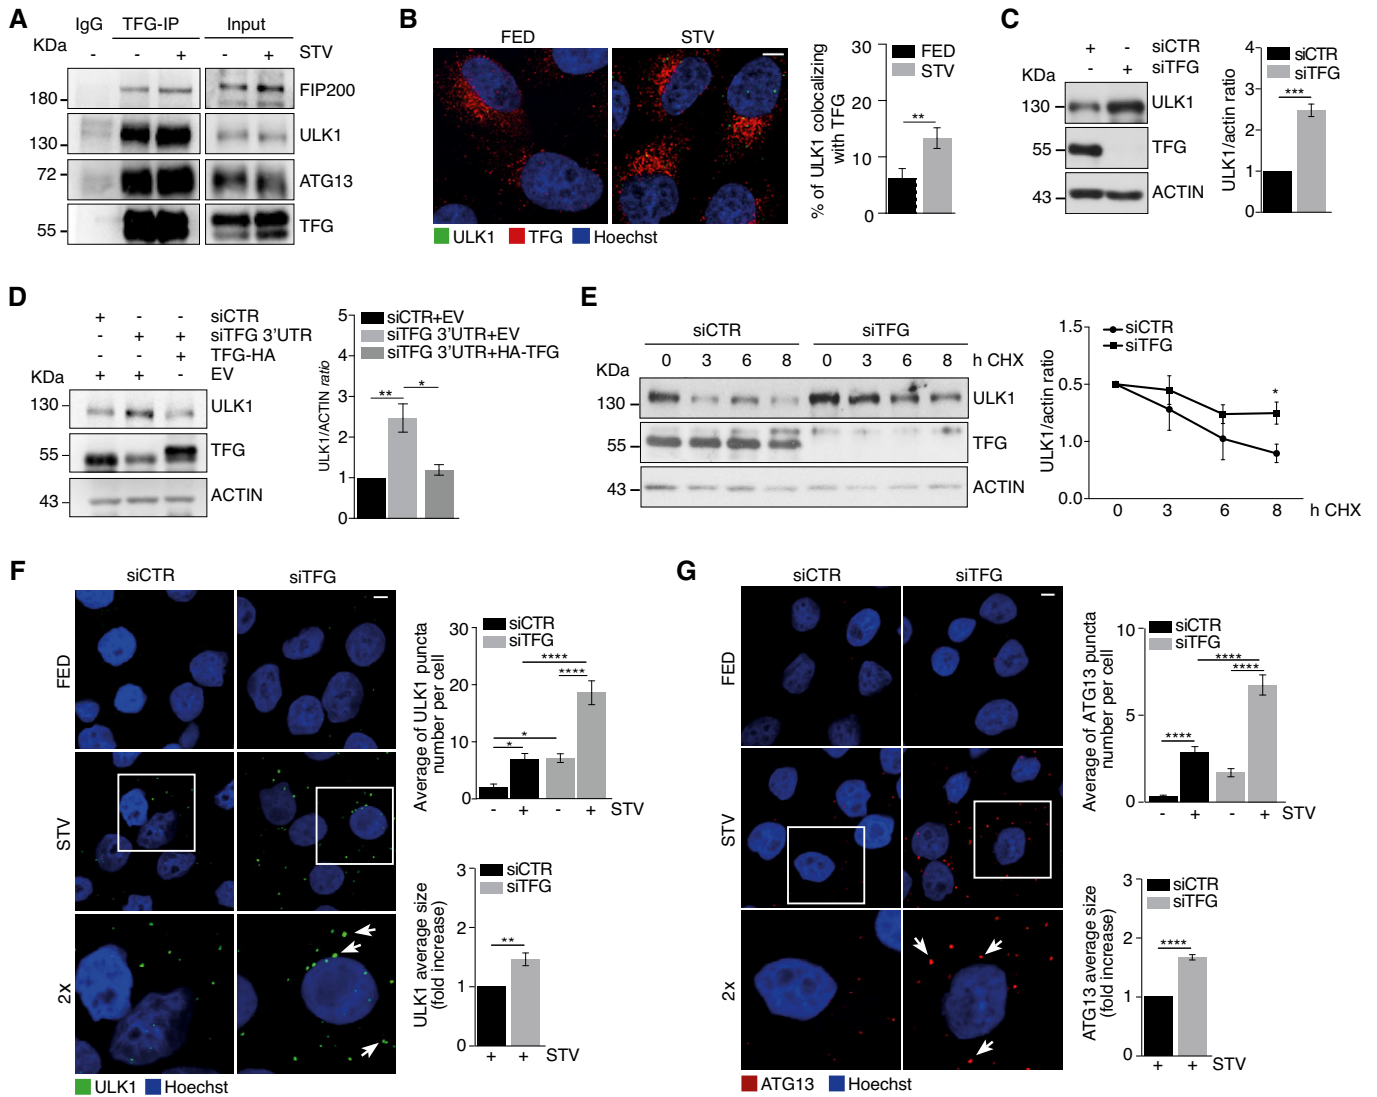 A
IgG TFG-IP Input
KDa - - + - + STV
180 FIP200
130 ULK1
72 ATG13
55 TFG
B
FED STV
ULK1 TFG Hoechst
% of ULK1 colocalizing
with TFG
30
20
10
0
FED
STV
**
C
+ - siCTR
- + siTFG
KDa
130 ULK1
55 TFG
43 ACTIN
ULK1/actin ratio
4
3
2
1
0
siCTR
siTFG
***
D
+ - - siCTR
- + + siTFG 3'UTR
- - + TFG-HA
+ + - EV
KDa
130 ULK1
55 TFG
43 ACTIN
ULK1/ACTIN ratio
5
4
3
2
1
0
siCTR+EV
siTFG 3'UTR+EV
siTFG 3'UTR+HA-TFG
** *
E
siCTR siTFG
0 3 6 8 0 3 6 8 h CHX
KDa
130 ULK1
55 TFG
43 ACTIN
ULK1/actin ratio
1.5
0.5
1.0
0.0
siCTR
siTFG
*
0 3 6 8 h CHX
F
siCTR siTFG
FED
STV
2x
ULK1 Hoechst
Average of ULK1 puncta
number per cell
30
20
10
0
siCTR
siTFG
****
****
*
*
- + - + STV
ULK1 average size
(fold increase)
3
2
1
0
siCTR
siTFG
**
+ + STV
G
siCTR siTFG
FED
STV
2x
ATG13 Hoechst
Average of ATG13 puncta
number per cell
10
5
0
siCTR
siTFG
****
****
****
- + - + STV
ATG13 average size
(fold increase)
3
2
1
0
siCTR
siTFG
****
+ + STV